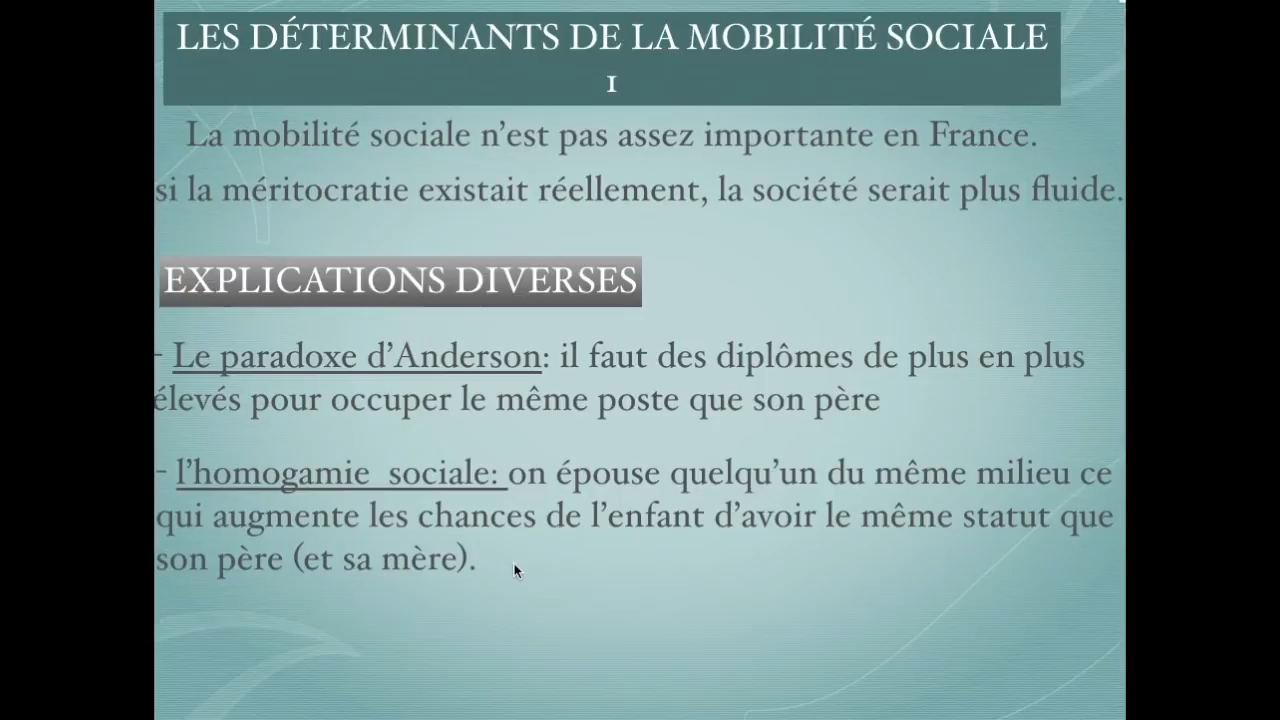 LES DÉTERMINANTS DE LA MOBILITÉ SOCIALE
1
La mobilité sociale n’est pas assez importante en France.
si la méritocratie existait réellement, la société serait plus fluide.
EXPLICATIONS DIVERSES
- Le paradoxe d’Anderson: il faut des diplômes de plus en plus
élevés pour occuper le même poste que son père
- l’homogamie  sociale: on épouse quelqu’un du même milieu ce
qui augmente les chances de l’enfant d’avoir le même statut que
son père (et sa mère).